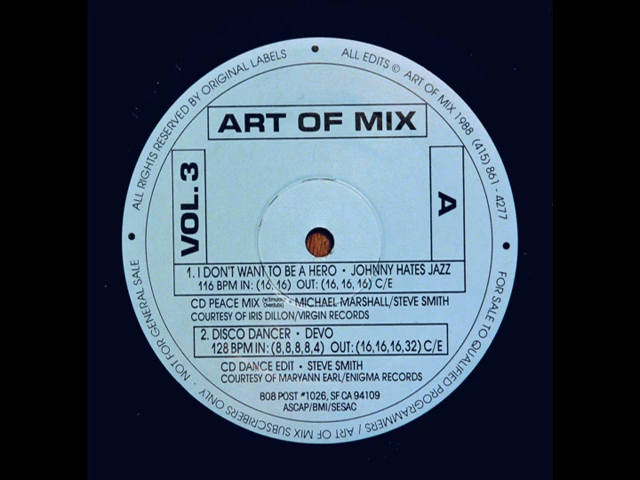 ALL RIGHTS RESERVED BY ORIGINAL LABELS • ALL EDITS © ART OF MIX 1988 (415) 861-4277 • FOR SALE TO QUALIFIED PROGRAMMERS / ART OF MIX SUBSCRIBERS ONLY - NOT FOR GENERAL SALE •
ART OF MIX
VOL. 3
A
1. I DON'T WANT TO BE A HERO • JOHNNY HATES JAZZ
116 BPM IN: (16, 16) OUT: (16, 16, 16) C/E
CD PEACE MIX • MICHAEL MARSHALL/STEVE SMITH
COURTESY OF IRIS DILLON/VIRGIN RECORDS
2. DISCO DANCER • DEVO
128 BPM IN: (8,8,8,8,4) OUT: (16,16,16,32) C/E
CD DANCE EDIT • STEVE SMITH
COURTESY OF MARYANN EARL/ENIGMA RECORDS
808 POST #1026, SF CA 94109
ASCAP/BMI/SESAC